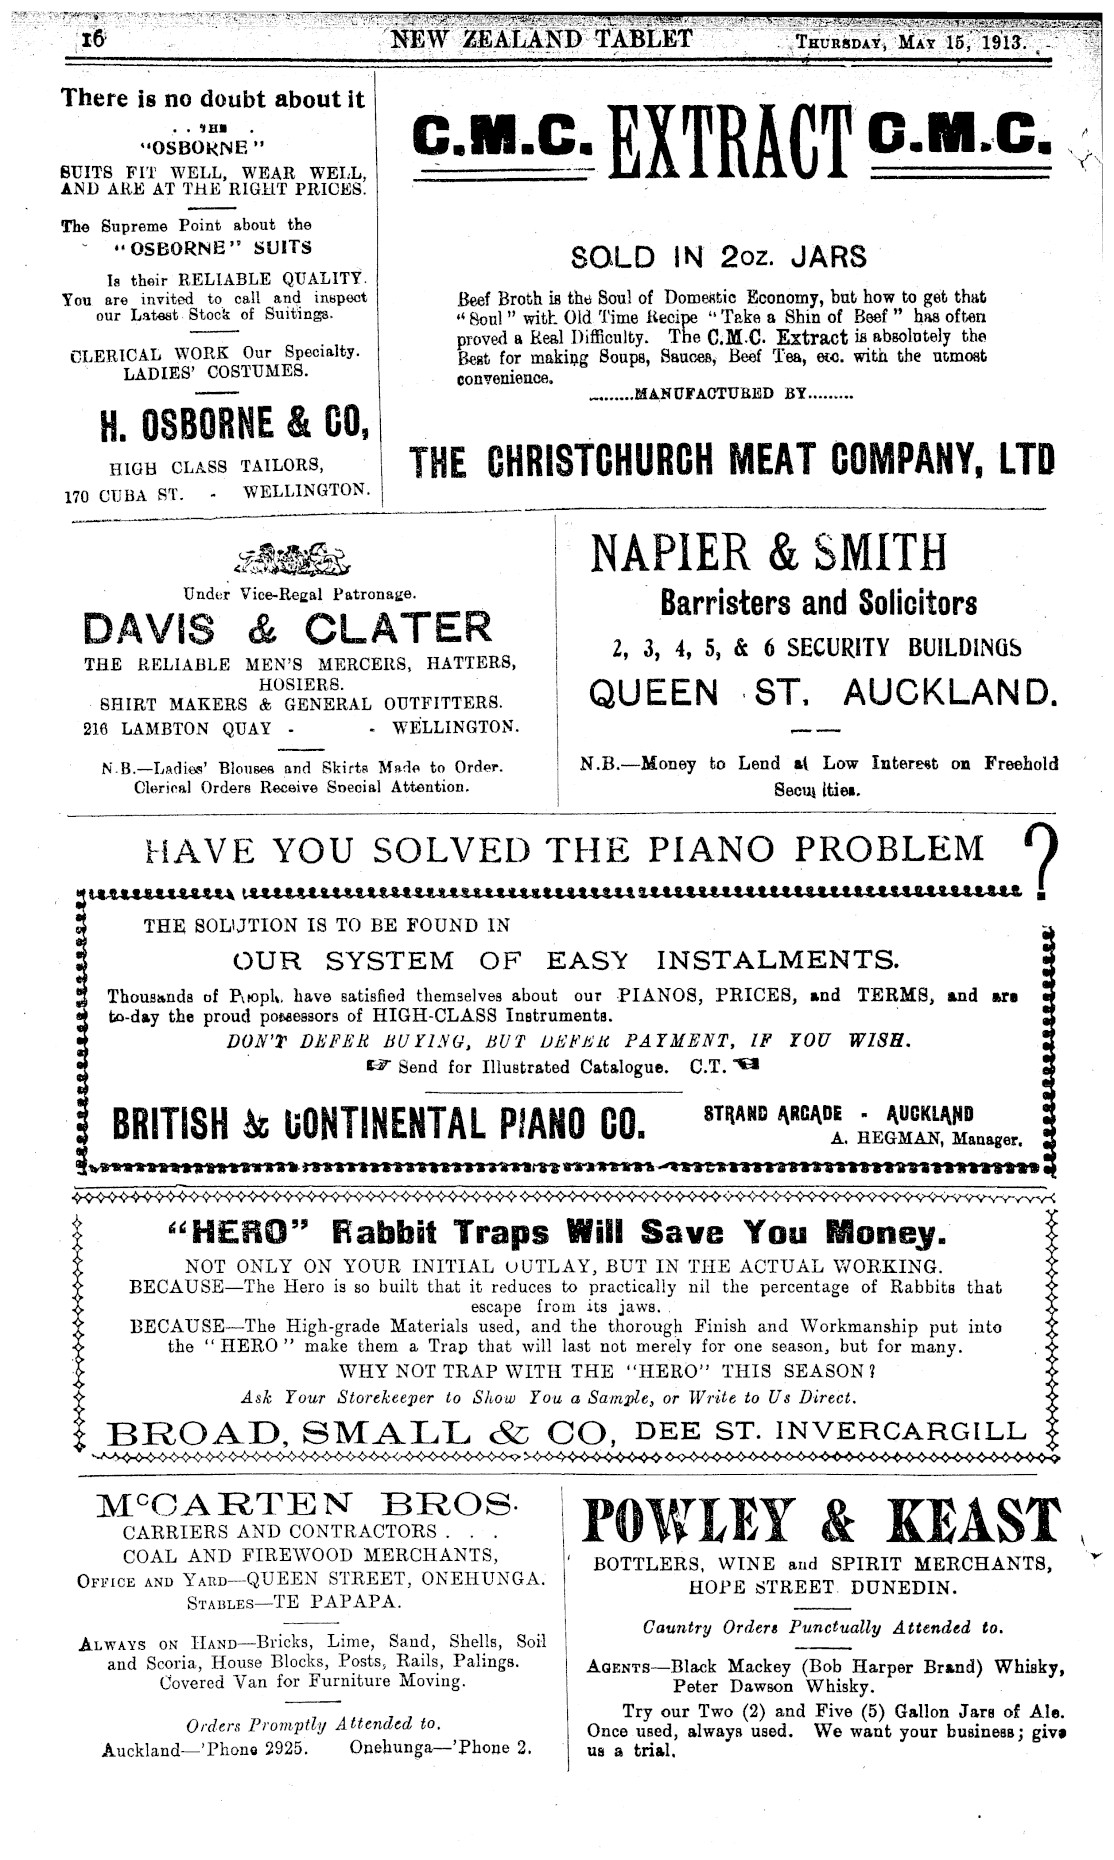 16 NEW ZEALAND TABLET THURSDAY, MAY 15, 1913.
There is no doubt about it
. . THE .
"OSBORNE"
SUITS FIT WELL, WEAR WELL,
AND ARE AT THE RIGHT PRICES.
The Supreme Point about the
"OSBORNE" SUITS
Is their RELIABLE QUALITY.
You are invited to call and inspect
our Latest Stock of Suitings.
CLERICAL WORK Our Specialty.
LADIES' COSTUMES.
H. OSBORNE & CO,
HIGH CLASS TAILORS,
170 CUBA ST. - WELLINGTON.
C.M.C. EXTRACT C.M.C.
SOLD IN 2oz. JARS
Beef Broth is the Soul of Domestic Economy, but how to get that
"Soul" with Old Time Recipe "Take a Shin of Beef" has often
proved a Real Difficulty. The C.M.C. Extract is absolutely the
Best for making Soups, Sauces, Beef Tea, etc. with the utmost
convenience.
.........MANUFACTURED BY.........
THE CHRISTCHURCH MEAT COMPANY, LTD
Under Vice-Regal Patronage.
DAVIS & CLATER
THE RELIABLE MEN'S MERCERS, HATTERS,
HOSIERS.
SHIRT MAKERS & GENERAL OUTFITTERS.
216 LAMBTON QUAY - - WELLINGTON.
N.B.—Ladies' Blouses and Skirts Made to Order.
Clerical Orders Receive Special Attention.
NAPIER & SMITH
Barristers and Solicitors
2, 3, 4, 5, & 6 SECURITY BUILDINGS
QUEEN ST, AUCKLAND.
N.B.—Money to Lend at Low Interest on Freehold
Securities.
HAVE YOU SOLVED THE PIANO PROBLEM ?
THE SOLUTION IS TO BE FOUND IN
OUR SYSTEM OF EASY INSTALMENTS.
Thousands of People have satisfied themselves about our PIANOS, PRICES, and TERMS, and are
to-day the proud possessors of HIGH-CLASS Instruments.
DON'T DEFER BUYING, BUT DEFER PAYMENT, IF YOU WISH.
☞ Send for Illustrated Catalogue. C.T. ☜
BRITISH & CONTINENTAL PIANO CO. STRAND ARCADE - AUCKLAND
A. HEGMAN, Manager.
"HERO" Rabbit Traps Will Save You Money.
NOT ONLY ON YOUR INITIAL OUTLAY, BUT IN THE ACTUAL WORKING.
BECAUSE—The Hero is so built that it reduces to practically nil the percentage of Rabbits that
escape from its jaws.
BECAUSE—The High-grade Materials used, and the thorough Finish and Workmanship put into
the "HERO" make them a Trap that will last not merely for one season, but for many.
WHY NOT TRAP WITH THE "HERO" THIS SEASON?
Ask Your Storekeeper to Show You a Sample, or Write to Us Direct.
BROAD, SMALL & CO, DEE ST. INVERCARGILL
McCARTEN BROS.
CARRIERS AND CONTRACTORS . . .
COAL AND FIREWOOD MERCHANTS,
OFFICE AND YARD—QUEEN STREET, ONEHUNGA.
STABLES—TE PAPAPA.
ALWAYS ON HAND—Bricks, Lime, Sand, Shells, Soil
and Scoria, House Blocks, Posts, Rails, Palings.
Covered Van for Furniture Moving.
Orders Promptly Attended to.
Auckland—'Phone 2925. Onehunga—'Phone 2.
POWLEY & KEAST
BOTTLERS, WINE and SPIRIT MERCHANTS,
HOPE STREET DUNEDIN.
Cauntry Orders Punctually Attended to.
AGENTS—Black Mackey (Bob Harper Brand) Whisky,
Peter Dawson Whisky.
Try our Two (2) and Five (5) Gallon Jars of Ale.
Once used, always used. We want your business; give
us a trial.